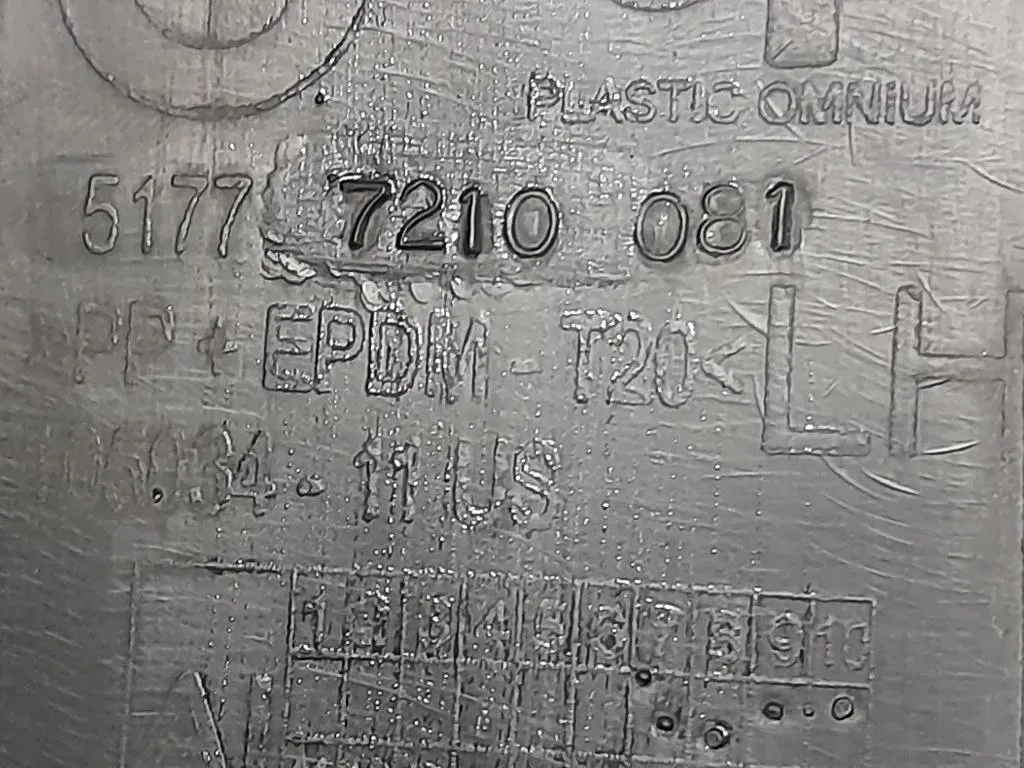 PLASTIC OMNIUM
5177 7210 081
PP + EPDM - T20< LH
11 US
1 2 3 4 5 6 7 8 9 10